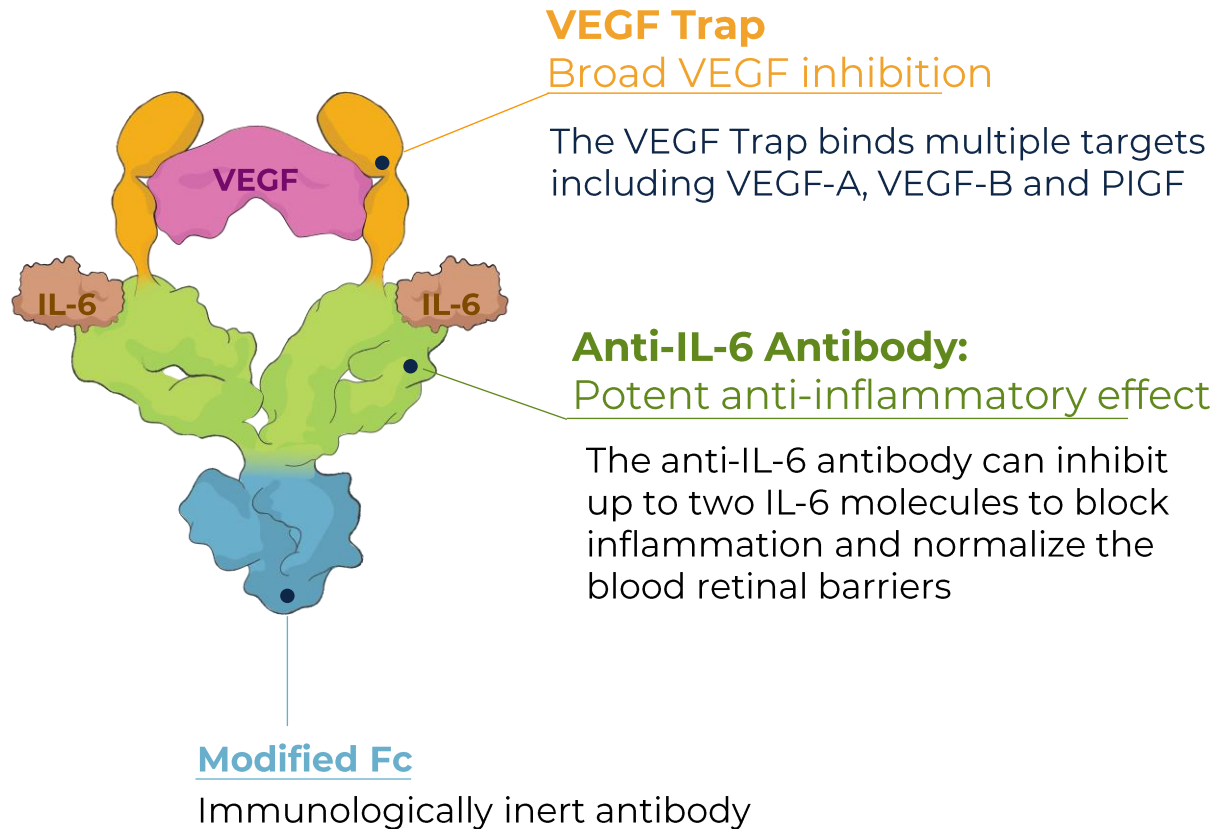 VEGF Trap
Broad VEGF inhibition
The VEGF Trap binds multiple targets
including VEGF-A, VEGF-B and PIGF
VEGF
IL-6
IL-6
Anti-IL-6 Antibody:
Potent anti-inflammatory effect
The anti-IL-6 antibody can inhibit
up to two IL-6 molecules to block
inflammation and normalize the
blood retinal barriers
Modified Fc
Immunologically inert antibody